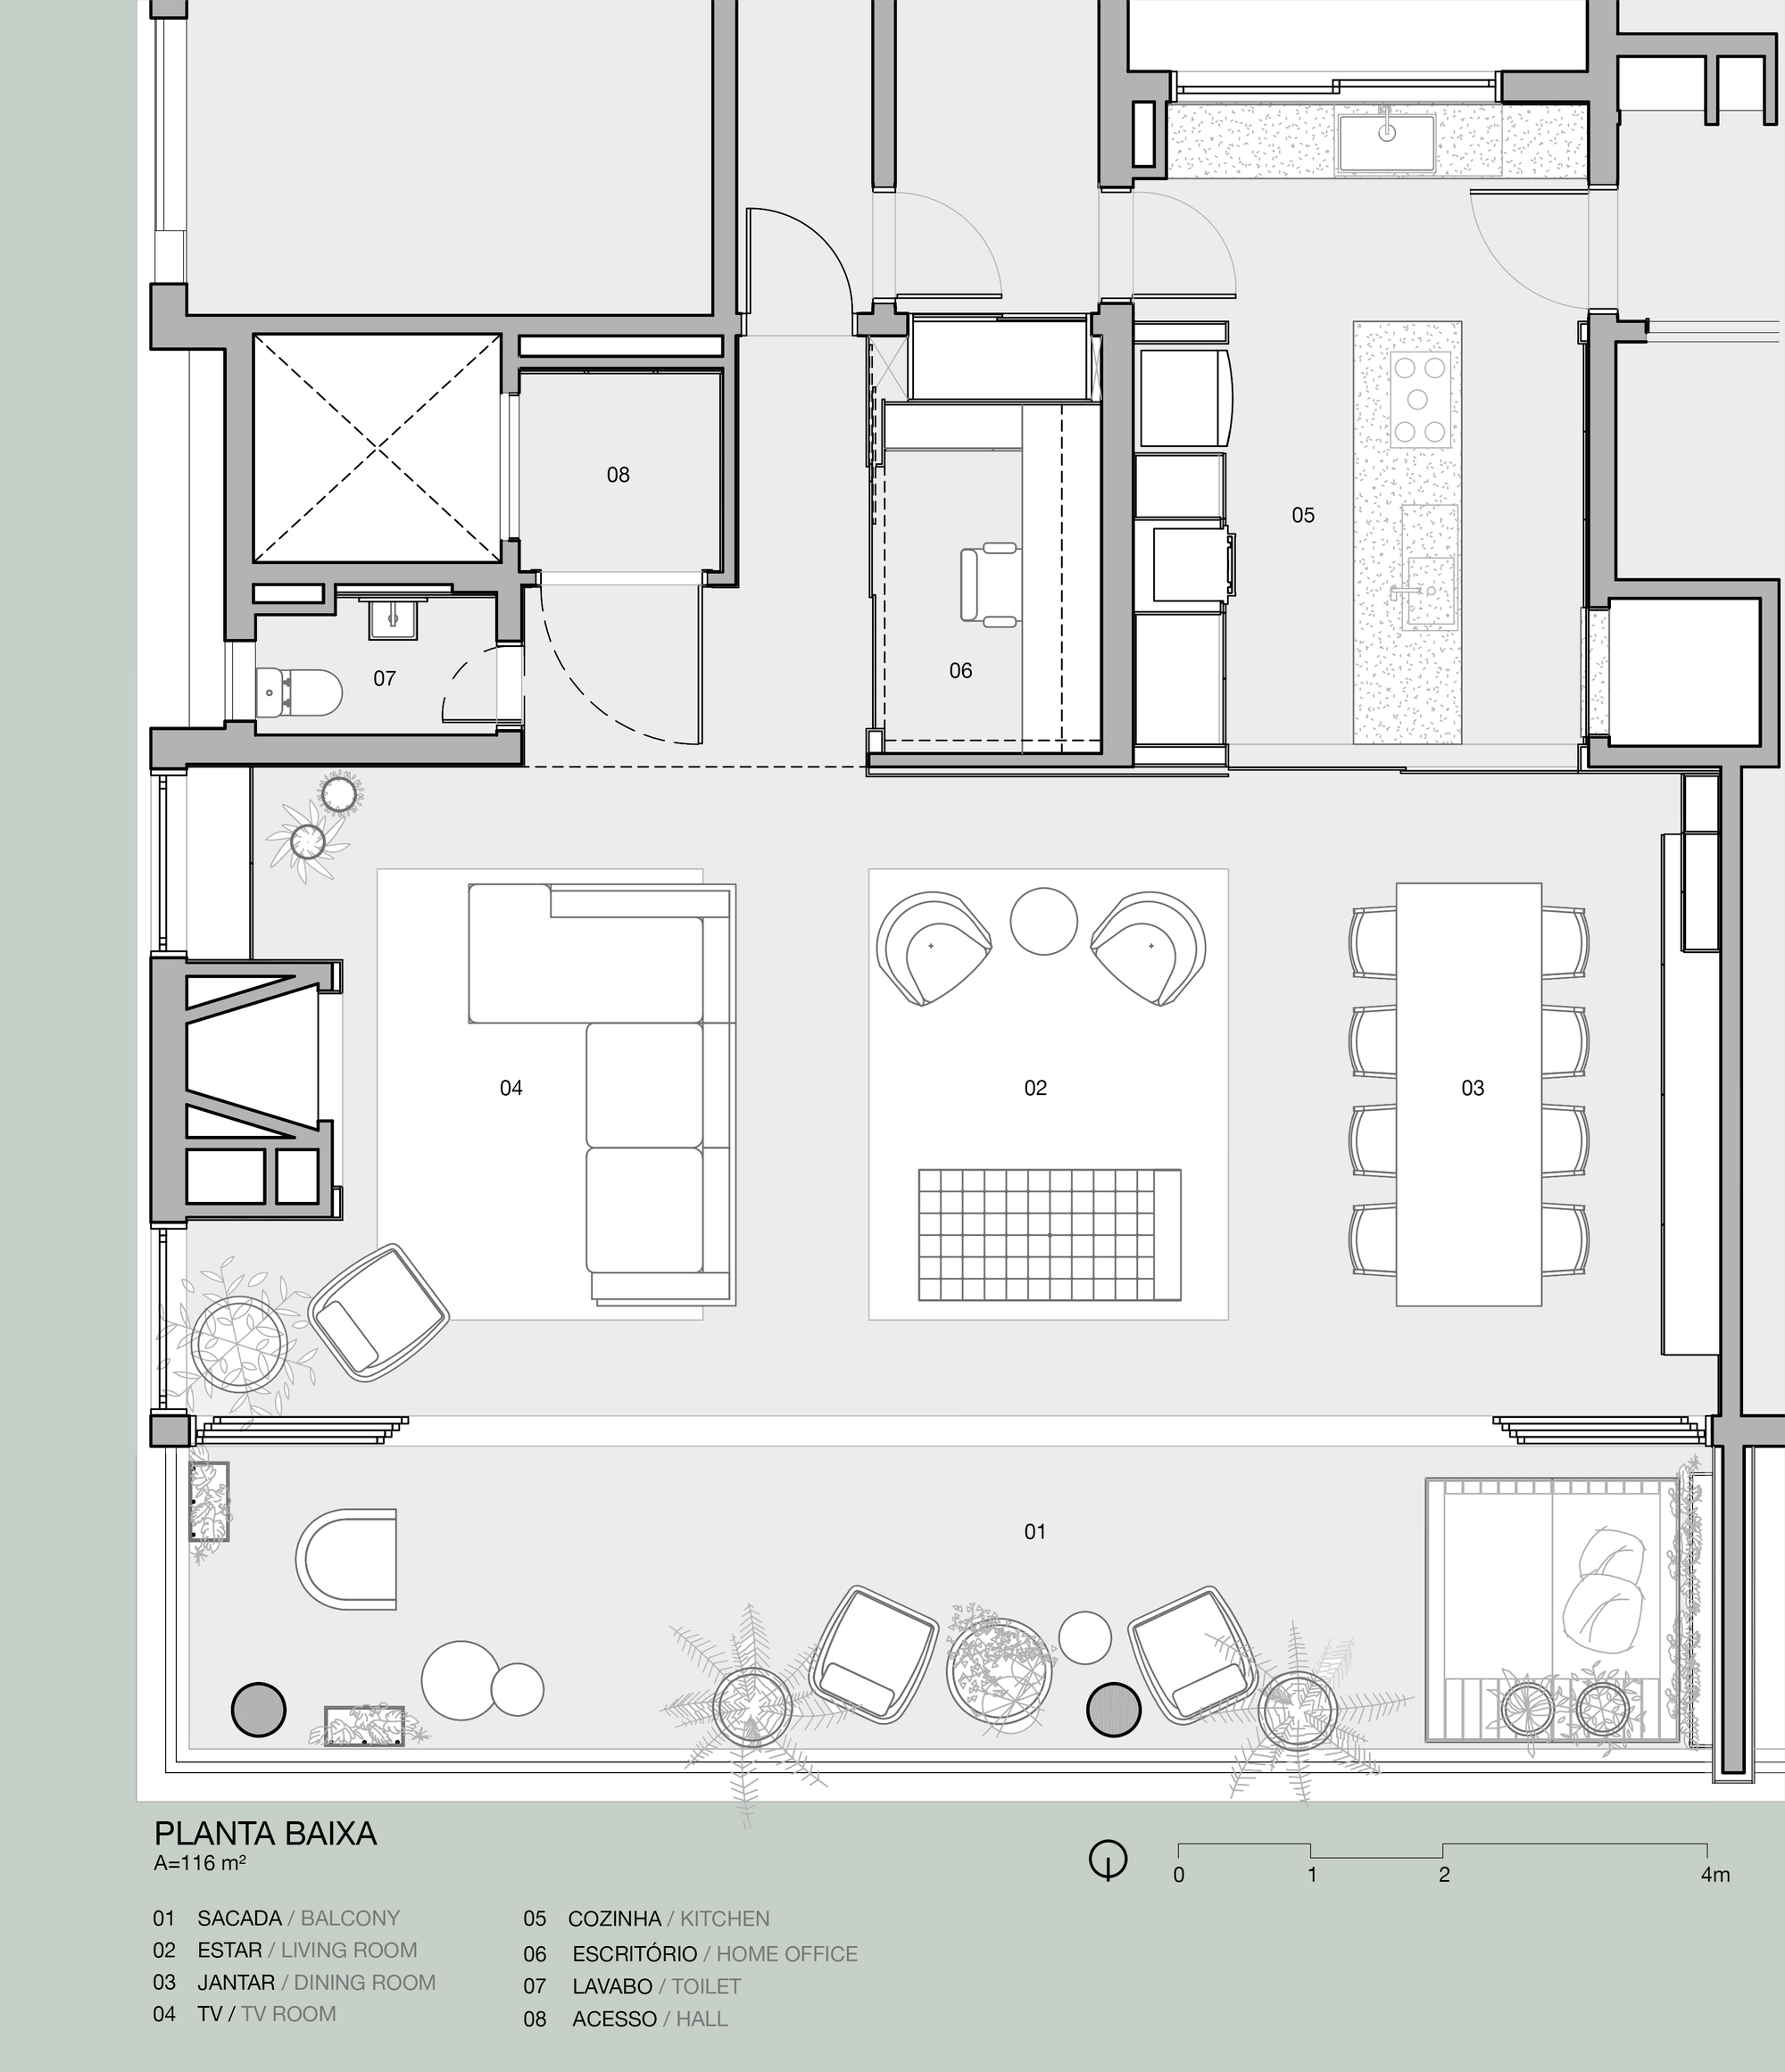 08
05
07
06
04
02
03
01
PLANTA BAIXA
A=116 m²
0 1 2 4m
01 SACADA / BALCONY
02 ESTAR / LIVING ROOM
03 JANTAR / DINING ROOM
04 TV / TV ROOM
05 COZINHA / KITCHEN
06 ESCRITÓRIO / HOME OFFICE
07 LAVABO / TOILET
08 ACESSO / HALL